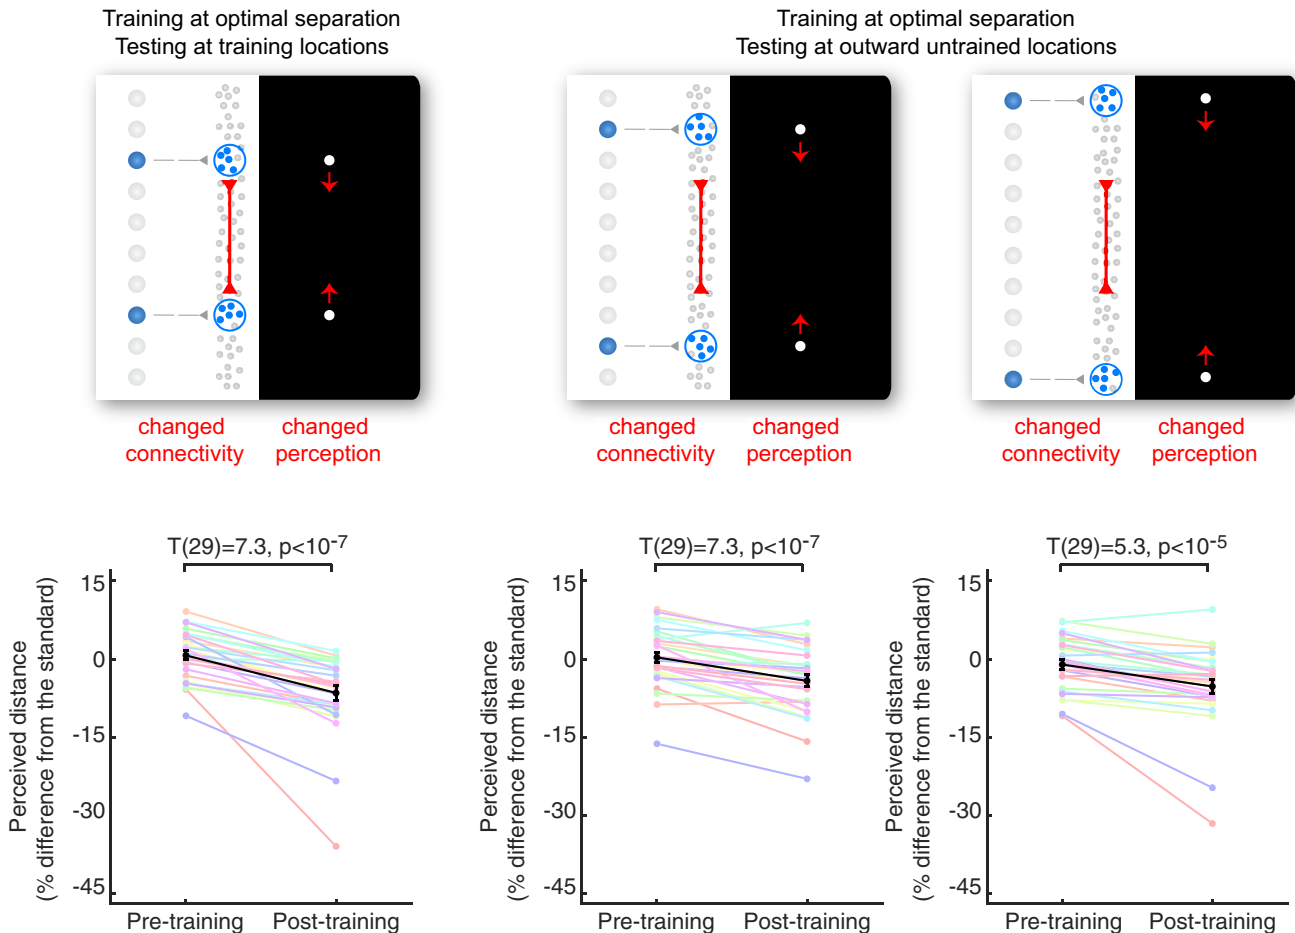 Training at optimal separation
Testing at training locations
Training at optimal separation
Testing at outward untrained locations
changed
connectivity
changed
perception
changed
connectivity
changed
perception
changed
connectivity
changed
perception
T(29)=7.3, p<10-7
15
0
-15
-30
-45
Perceived distance
(% difference from the standard)
Pre-training
Post-training
T(29)=7.3, p<10-7
15
0
-15
-30
-45
Perceived distance
(% difference from the standard)
Pre-training
Post-training
T(29)=5.3, p<10-5
15
0
-15
-30
-45
Perceived distance
(% difference from the standard)
Pre-training
Post-training